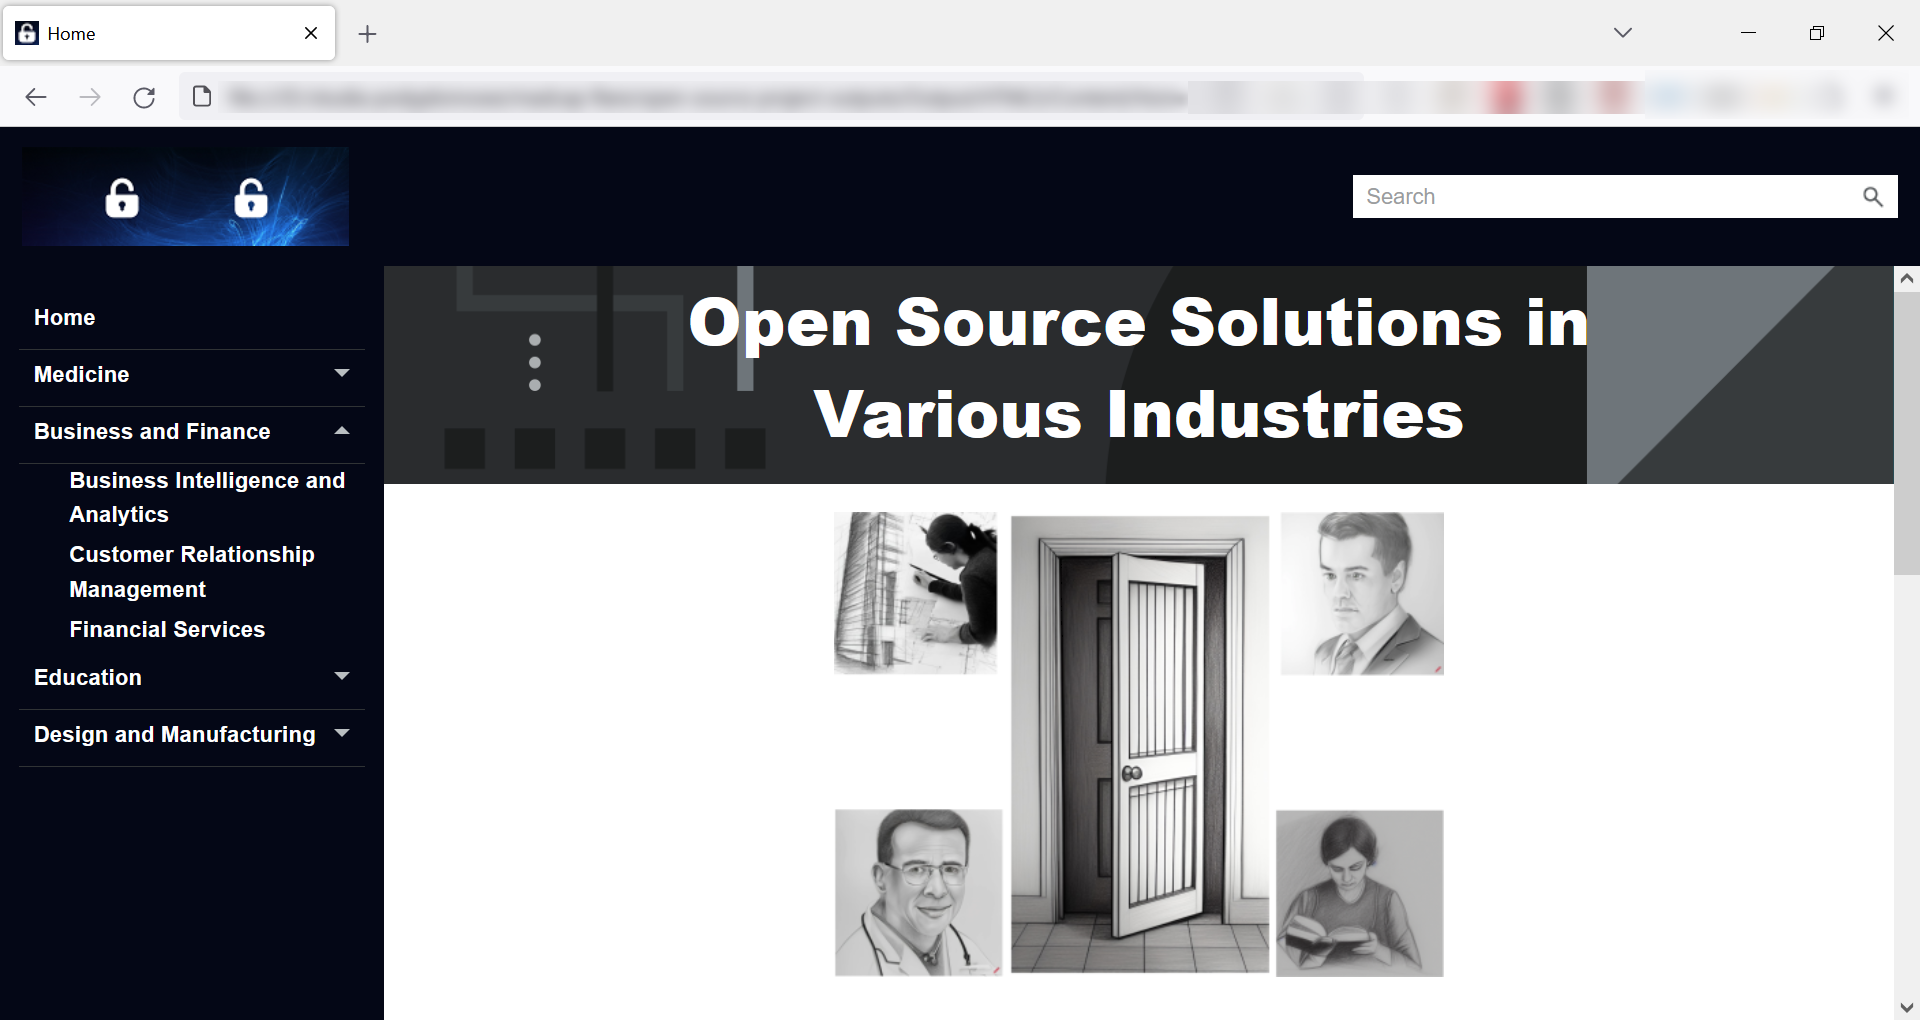 Home
Search
Home
Medicine
Business and Finance
Business Intelligence and
Analytics
Customer Relationship
Management
Financial Services
Education
Design and Manufacturing
Open Source Solutions in
Various Industries